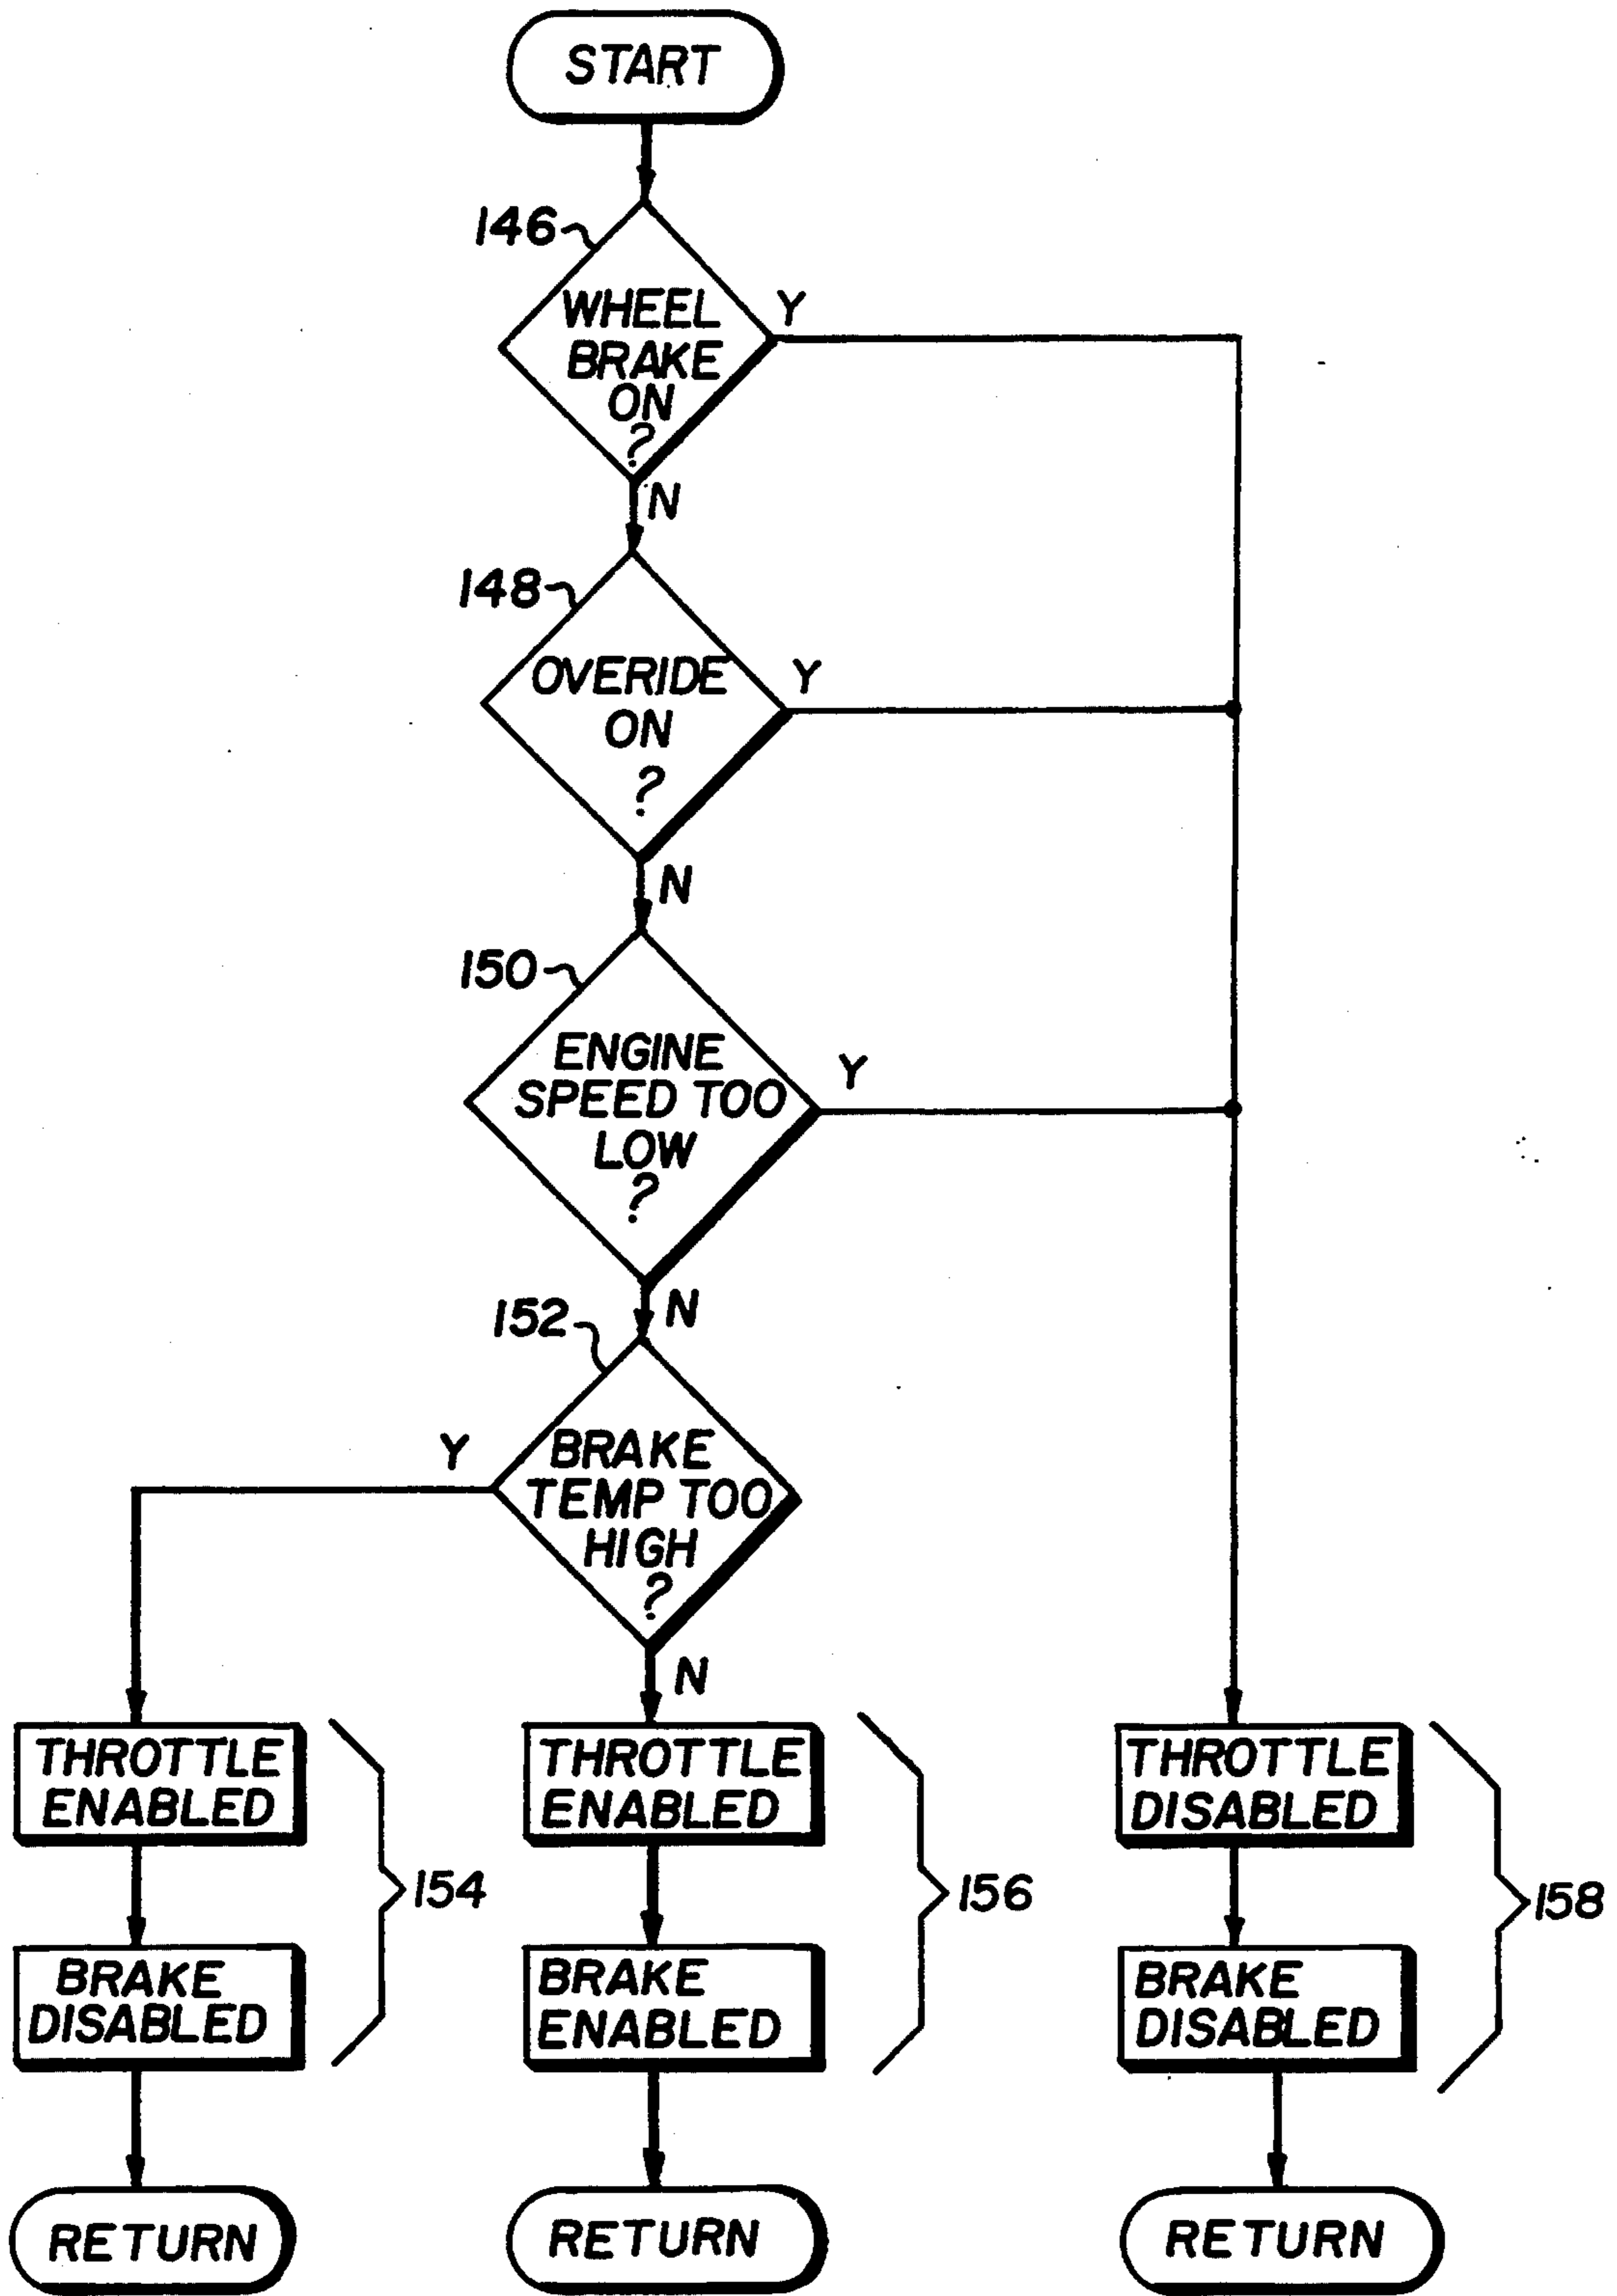 START
146
WHEEL
BRAKE
ON
?
Y
N
148
OVERIDE
ON
?
Y
N
150
ENGINE
SPEED TOO
LOW
?
Y
N
152
BRAKE
TEMP TOO
HIGH
?
Y
N
THROTTLE
ENABLED
BRAKE
DISABLED
154
RETURN
THROTTLE
ENABLED
BRAKE
ENABLED
156
RETURN
THROTTLE
DISABLED
BRAKE
DISABLED
158
RETURN